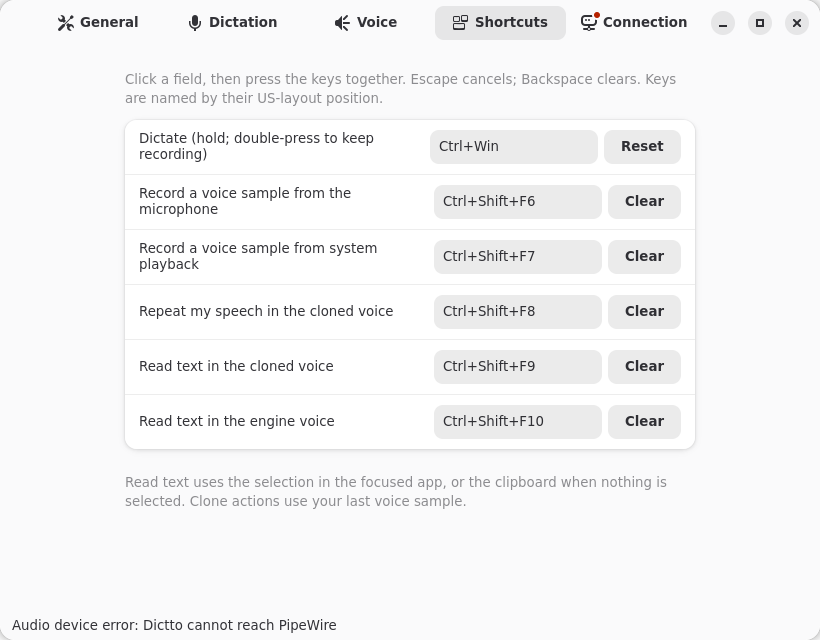 General
Dictation
Voice
Shortcuts
Connection
Click a field, then press the keys together. Escape cancels; Backspace clears. Keys
are named by their US-layout position.
Dictate (hold; double-press to keep
recording)
Ctrl+Win
Reset
Record a voice sample from the
microphone
Ctrl+Shift+F6
Clear
Record a voice sample from system
playback
Ctrl+Shift+F7
Clear
Repeat my speech in the cloned voice
Ctrl+Shift+F8
Clear
Read text in the cloned voice
Ctrl+Shift+F9
Clear
Read text in the engine voice
Ctrl+Shift+F10
Clear
Read text uses the selection in the focused app, or the clipboard when nothing is
selected. Clone actions use your last voice sample.
Audio device error: Dictto cannot reach PipeWire